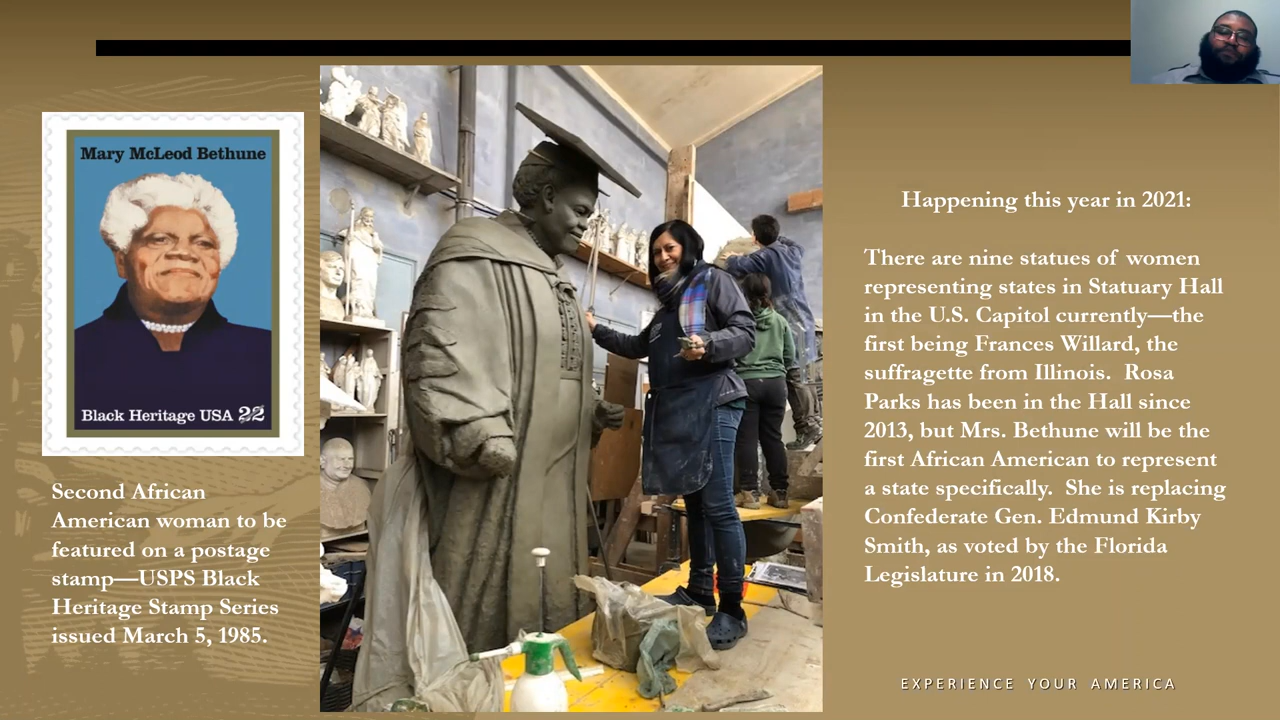 Mary McLeod Bethune
Black Heritage USA 22
Second African
American woman to be
featured on a postage
stamp—USPS Black
Heritage Stamp Series
issued March 5, 1985.
Happening this year in 2021:
There are nine statues of women
representing states in Statuary Hall
in the U.S. Capitol currently—the
first being Frances Willard, the
suffragette from Illinois. Rosa
Parks has been in the Hall since
2013, but Mrs. Bethune will be the
first African American to represent
a state specifically. She is replacing
Confederate Gen. Edmund Kirby
Smith, as voted by the Florida
Legislature in 2018.
EXPERIENCE YOUR AMERICA